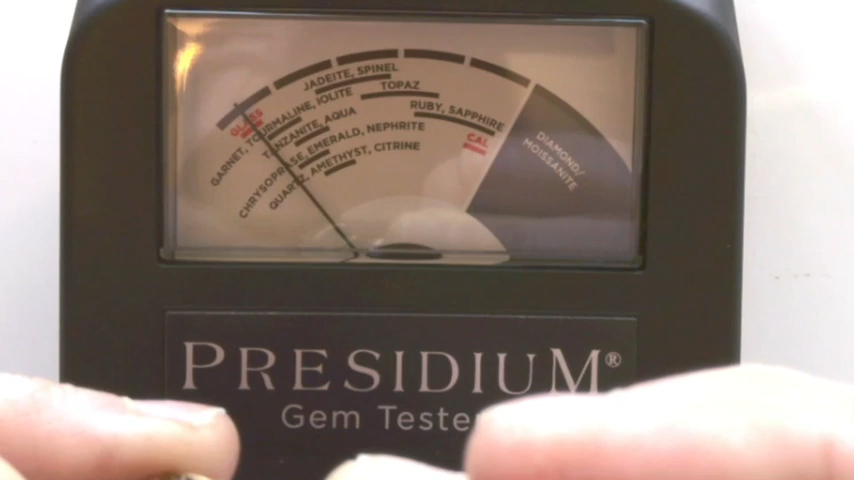 JADEITE, SPINEL
TOPAZ
RUBY, SAPPHIRE
GLASS
GARNET, TOURMALINE, IOLITE
TANZANITE, AQUA
CHRYSOPRASE, EMERALD, NEPHRITE
QUARTZ, AMETHYST, CITRINE
CAL
DIAMOND/
MOISSANITE
PRESIDIUM®
Gem Tester